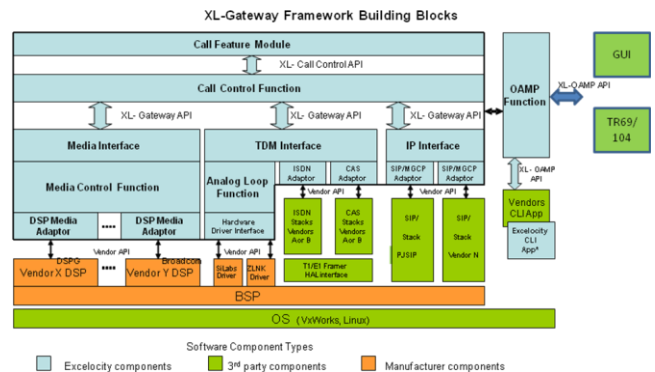 XL-Gateway Framework Building Blocks
Call Feature Module
XL- Call Control API
Call Control Function
XL- Gateway API
XL- Gateway API
XL- Gateway API
Media Interface
TDM Interface
IP Interface
ISDN
Adaptor
CAS
Adaptor
SIP/MGCP
Adaptor
SIP/MGCP
Adaptor
Media Control Function
Analog Loop
Function
Vendor API
Vendor API
DSP Media
Adaptor
....
DSP Media
Adaptor
Hardware
Driver Interface
ISDN
Stacks
Vendors
A or B
CAS
Stacks
Vendors
A or B
SIP/
Stack
PJSIP
SIP/
Stack
Vendor N
Vendor API
Vendor API
DSPG
Vendor X DSP
....
Broadcon
Vendor Y DSP
SiLabs
Driver
ZLNK
Driver
T1/E1 Framer
HAL interface
BSP
OS (VxWorks, Linux)
OAMP
Function
XL-OAMP API
GUI
TR69/
104
XL- OAMP
API
Vendors
CLI App
Excelocity
CLI
App*
Software Component Types
Excelocity components
3rd party components
Manufacturer components